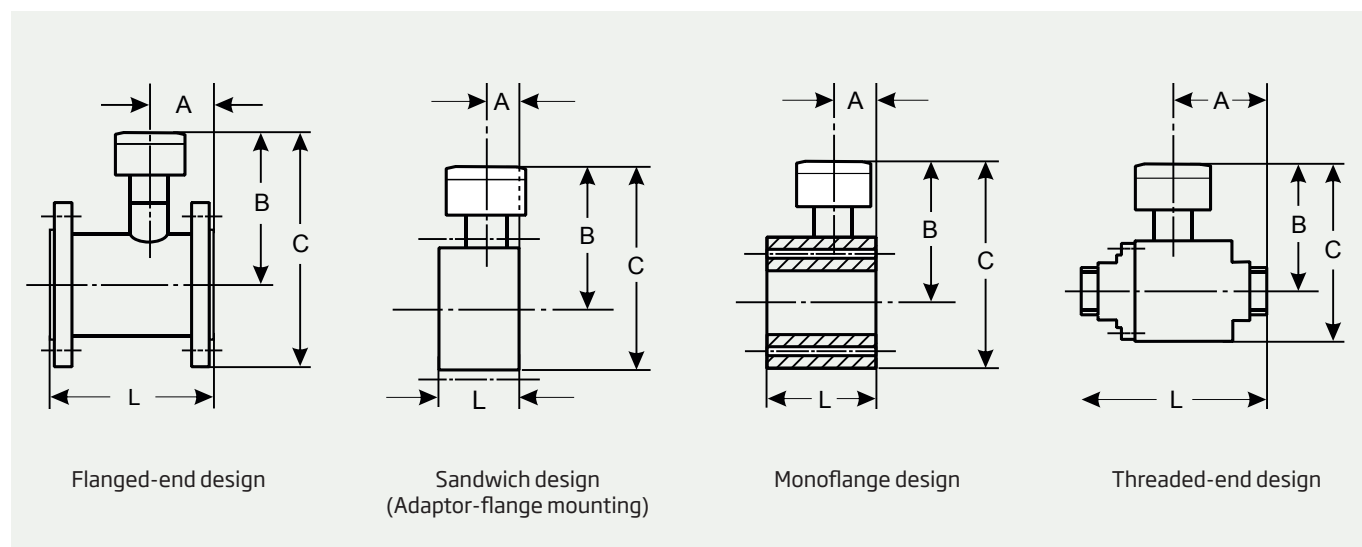 A
B
C
L
Flanged-end design
A
B
C
L
Sandwich design
(Adaptor-flange mounting)
A
B
C
L
Monoflange design
A
B
C
L
Threaded-end design